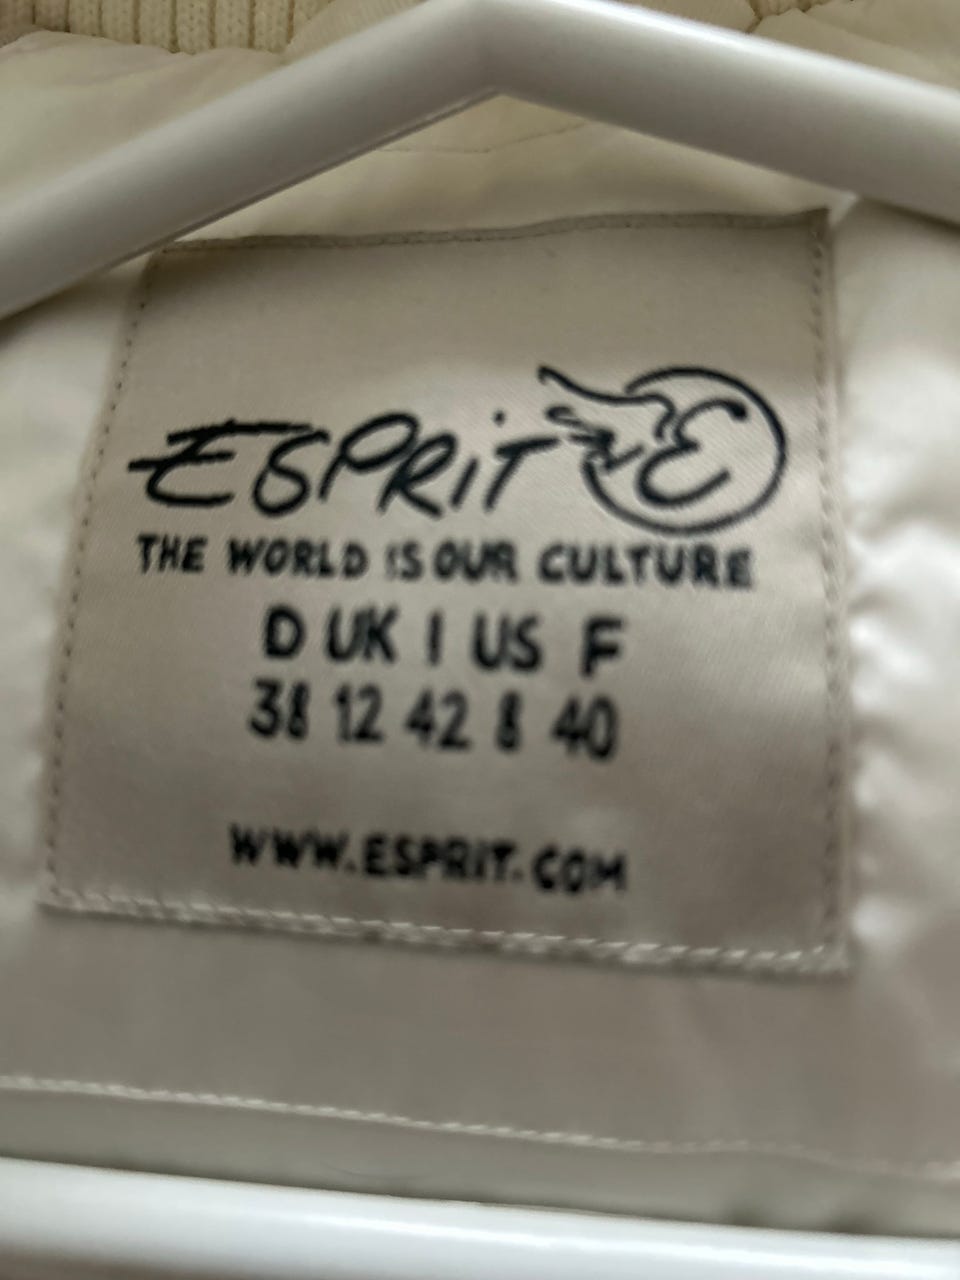 ESPRiT E
THE WORLD IS OUR CULTURE
D UK I US F
38 12 42 8 40
WWW.ESPRIT.COM